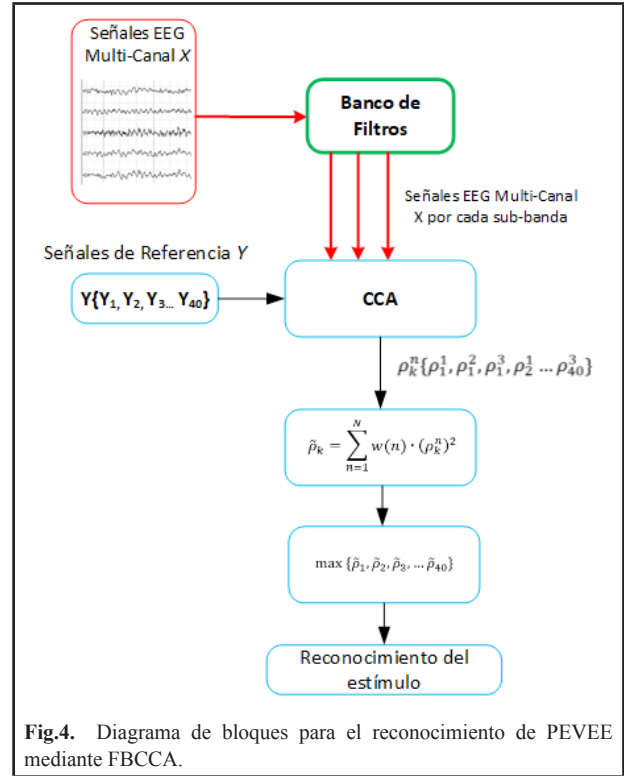 Señales EEG
Multi-Canal X
Banco de
Filtros
Señales EEG Multi-Canal
X por cada sub-banda
Señales de Referencia Y
Y{Y₁, Y₂, Y₃... Y₄₀}
CCA
ρₖⁿ{ρ₁¹, ρ₁², ρ₁³, ρ₂¹ … ρ₄₀³}
ρ̃ₖ = ∑ₙ₌₁ᴺ w(n) · (ρₖⁿ)²
max {ρ̃₁, ρ̃₂, ρ̃₃, … ρ̃₄₀}
Reconocimiento del
estímulo
Fig.4. Diagrama de bloques para el reconocimiento de PEVEE
mediante FBCCA.